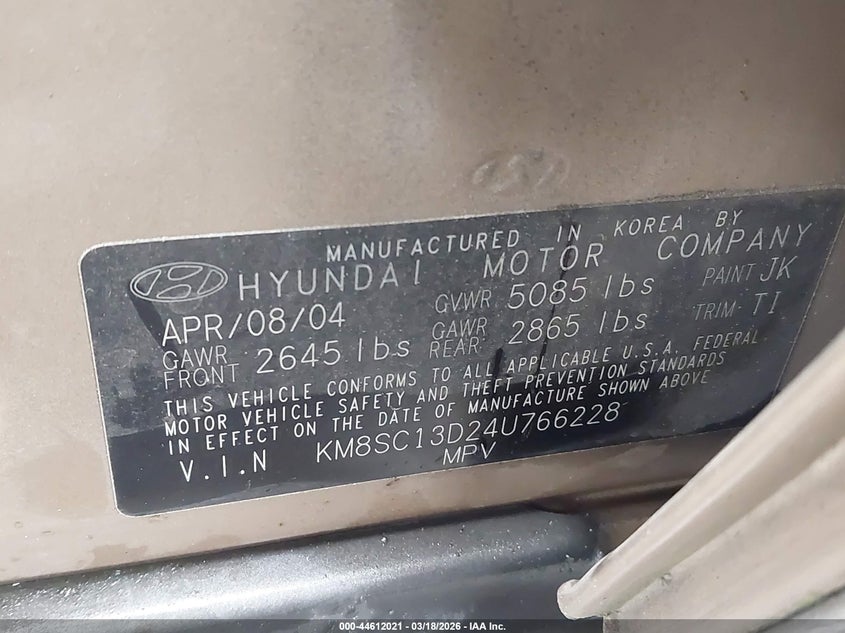 MANUFACTURED IN KOREA BY
HYUNDAI MOTOR COMPANY
APR/08/04 GVWR 5085 lbs PAINT JK
GAWR FRONT 2645 lbs GAWR REAR 2865 lbs TRIM TI
THIS VEHICLE CONFORMS TO ALL APPLICABLE U.S.A. FEDERAL
MOTOR VEHICLE SAFETY AND THEFT PREVENTION STANDARDS
IN EFFECT ON THE DATE OF MANUFACTURE SHOWN ABOVE
V.I.N KM8SC13D24U766228
MPV
000-44612021 | 03/18/2026 - IAA Inc.